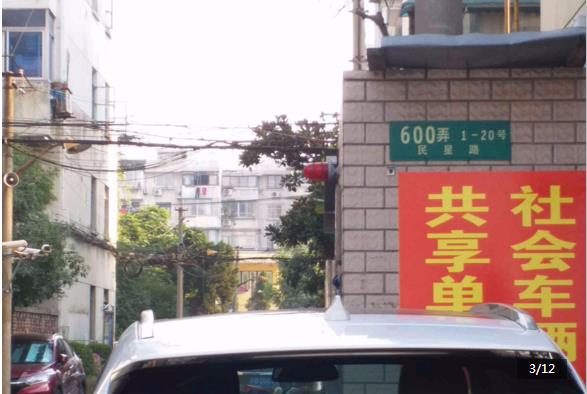 600弄 1-20号
民星路
社会车
共享单
3/12